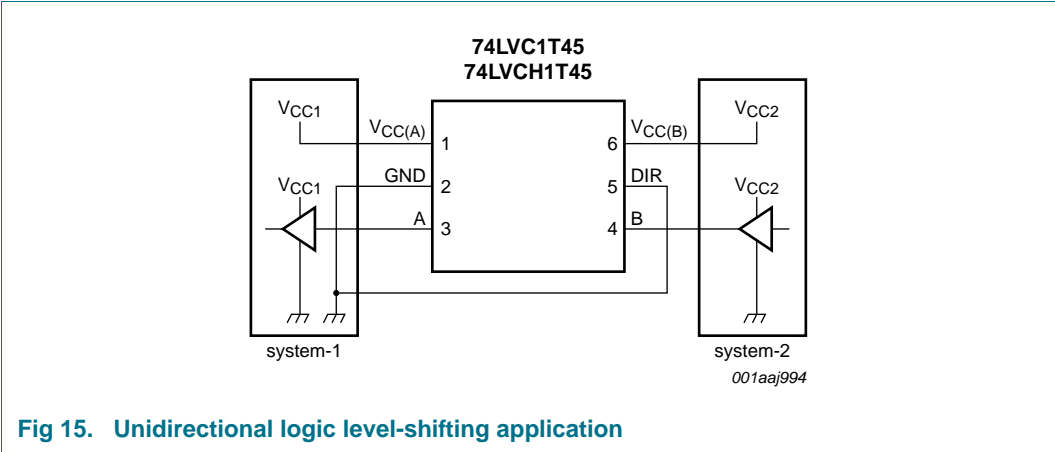 74LVC1T45
74LVCH1T45
VCC1
VCC(A)
1
VCC(B)
6
VCC2
GND
2
5
DIR
VCC1
A
3
4
B
VCC2
system-1
system-2
001aaj994
Fig 15. Unidirectional logic level-shifting application